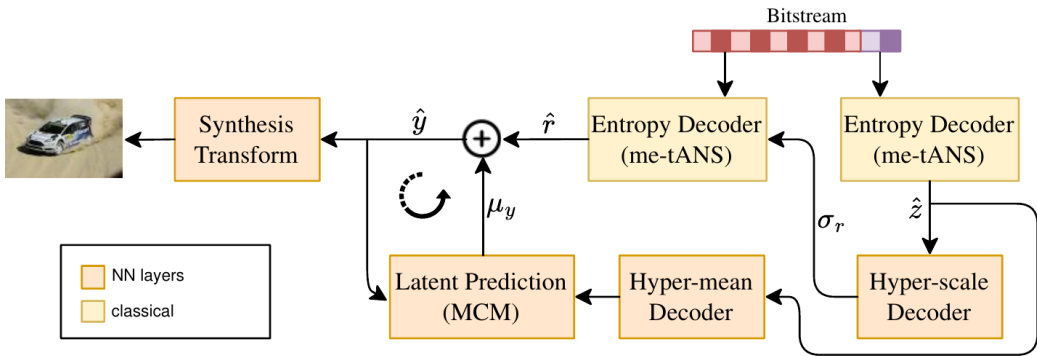 Bitstream
Synthesis
Transform
ŷ
r̂
Entropy Decoder
(me-tANS)
Entropy Decoder
(me-tANS)
μ_y
σ_r
ẑ
NN layers
classical
Latent Prediction
(MCM)
Hyper-mean
Decoder
Hyper-scale
Decoder